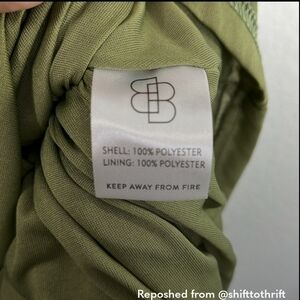 B
SHELL: 100% POLYESTER
LINING: 100% POLYESTER
KEEP AWAY FROM FIRE
Reposhed from @shifttothrift